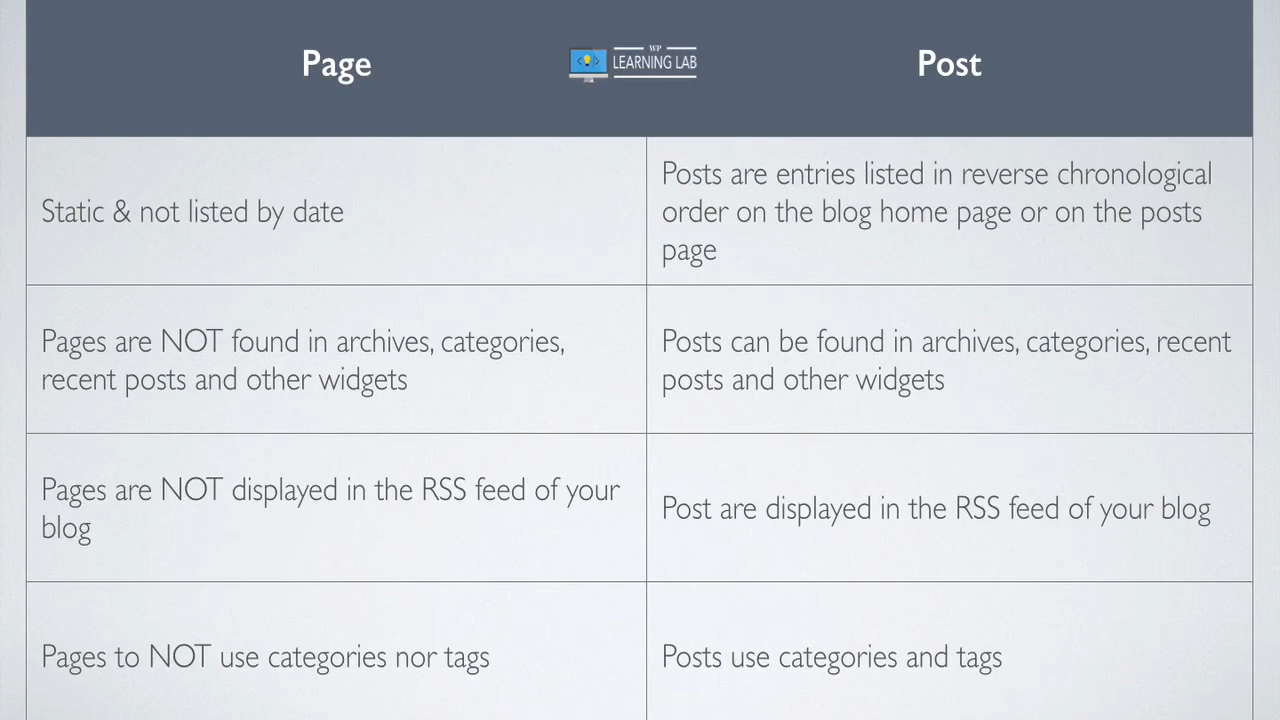 Page
WP
LEARNING LAB
Post
Static & not listed by date
Posts are entries listed in reverse chronological
order on the blog home page or on the posts
page
Pages are NOT found in archives, categories,
recent posts and other widgets
Posts can be found in archives, categories, recent
posts and other widgets
Pages are NOT displayed in the RSS feed of your
blog
Post are displayed in the RSS feed of your blog
Pages to NOT use categories nor tags
Posts use categories and tags